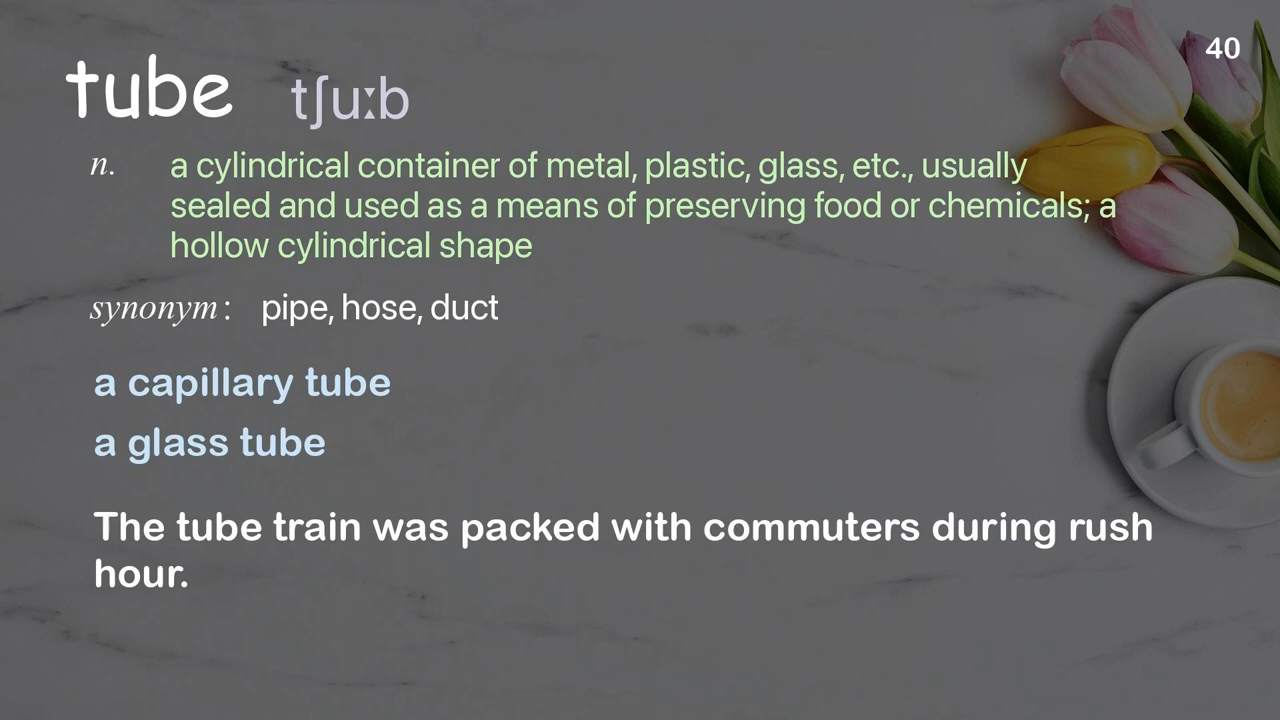 40
tube tʃuːb
n. a cylindrical container of metal, plastic, glass, etc., usually
sealed and used as a means of preserving food or chemicals; a
hollow cylindrical shape
synonym: pipe, hose, duct
a capillary tube
a glass tube
The tube train was packed with commuters during rush
hour.